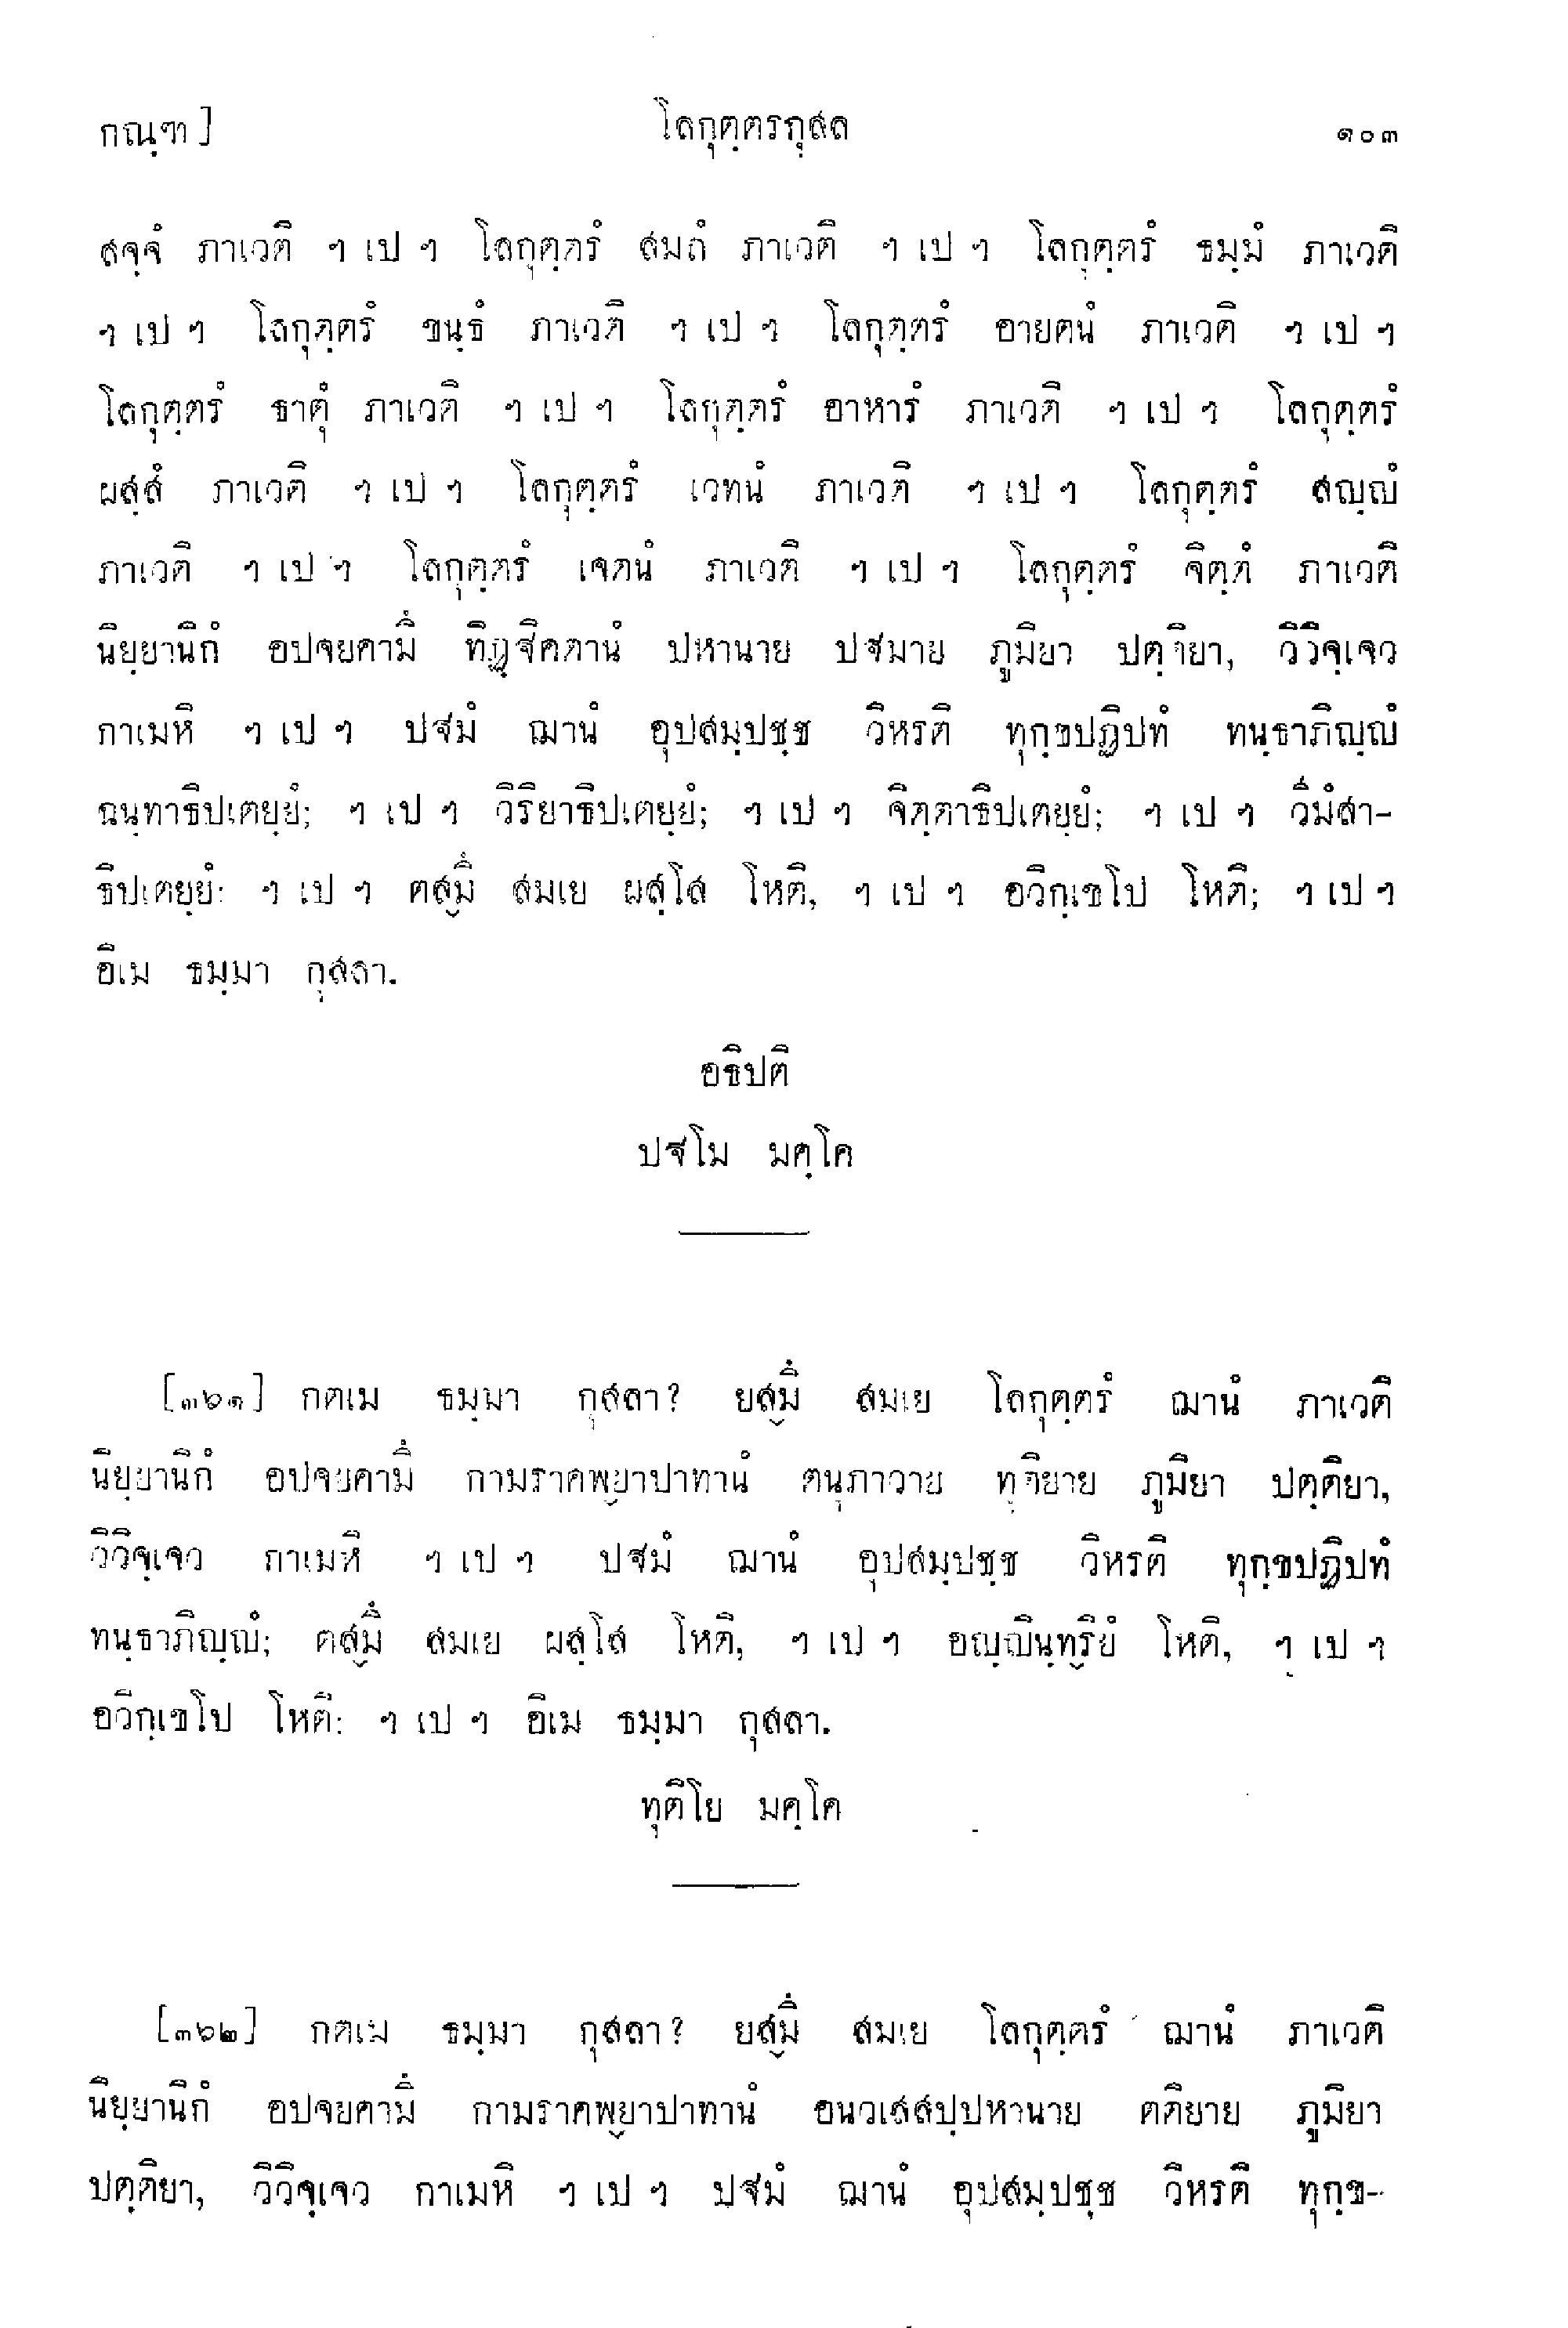 กณฺฑ]
โลกุตฺตรกุสล
๑๐๓
สจฺจํ ภาเวติ ฯ เป ฯ โลกุตฺตรํ สมถํ ภาเวติ ฯ เป ฯ โลกุตฺตรํ ธมฺมํ ภาเวติ
ฯ เป ฯ โลกุตฺตรํ ขนฺธํ ภาเวติ ฯ เป ฯ โลกุตฺตรํ อายตนํ ภาเวติ ฯ เป ฯ
โลกุตฺตรํ ธาตุํ ภาเวติ ฯ เป ฯ โลกุตฺตรํ อาหารํ ภาเวติ ฯ เป ฯ โลกุตฺตรํ
ผสฺสํ ภาเวติ ฯ เป ฯ โลกุตฺตรํ เวทนํ ภาเวติ ฯ เป ฯ โลกุตฺตรํ สญฺญํ
ภาเวติ ฯ เป ฯ โลกุตฺตรํ เจตนํ ภาเวติ ฯ เป ฯ โลกุตฺตรํ จิตฺตํ ภาเวติ
นิยฺยานิกํ อปจยคามึ ทิฏฺฐิคตานํ ปหานาย ปฐมาย ภูมิยา ปตฺติยา, วิวิจฺเจว
กาเมหิ ฯ เป ฯ ปฐมํ ฌานํ อุปสมฺปชฺช วิหรติ ทุกฺขปฏิปทํ ทนฺธาภิญฺญํ
ฉนฺทาธิปเตยฺยํ; ฯ เป ฯ วิริยาธิปเตยฺยํ; ฯ เป ฯ จิตฺตาธิปเตยฺยํ; ฯ เป ฯ วิมํสา-
ธิปเตยฺยํ: ฯ เป ฯ ตสฺมึ สมเย ผสฺโส โหติ, ฯ เป ฯ อวิกฺเขโป โหติ; ฯ เป ฯ
อิเม ธมฺมา กุสลา.
อธิปติ
ปฐโม มคฺโค
[๓๖๑] กตเม ธมฺมา กุสลา? ยสฺมึ สมเย โลกุตฺตรํ ฌานํ ภาเวติ
นิยฺยานิกํ อปจยคามึ กามราคพฺยาปาทานํ ตนุภาวาย ทุติยาย ภูมิยา ปตฺติยา,
วิวิจฺเจว กาเมหิ ฯ เป ฯ ปฐมํ ฌานํ อุปสมฺปชฺช วิหรติ ทุกฺขปฏิปทํ
ทนฺธาภิญฺญํ; ตสฺมึ สมเย ผสฺโส โหติ, ฯ เป ฯ อญฺญินฺทฺริยํ โหติ, ฯ เป ฯ
อวิกฺเขโป โหติ: ฯ เป ฯ อิเม ธมฺมา กุสลา.
ทุติโย มคฺโค
[๓๖๒] กตเม ธมฺมา กุสลา? ยสฺมึ สมเย โลกุตฺตรํ ฌานํ ภาเวติ
นิยฺยานิกํ อปจยคามึ กามราคพฺยาปาทานํ อนวเสสปฺปหานาย ตติยาย ภูมิยา
ปตฺติยา, วิวิจฺเจว กาเมหิ ฯ เป ฯ ปฐมํ ฌานํ อุปสมฺปชฺช วิหรติ ทุกฺข-